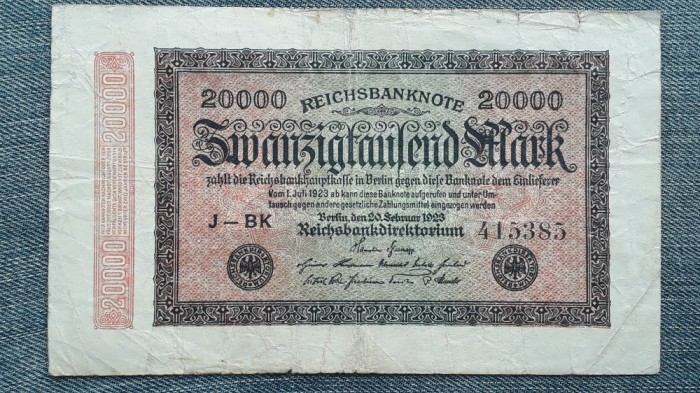 20000
20000 REICHSBANKNOTE 20000
Zwanzigtausend Mark
zahlt die Reichsbankhauptkasse in Berlin gegen diese Banknote dem Einlieferer
Vom 1. Juli 1923 ab kann diese Banknote aufgerufen und unter Um-
tausch gegen andere gesetzliche Zahlungsmittel eingezogen werden
J-BK
Berlin, den 20. Februar 1923
Reichsbankdirektorium
415385
20000